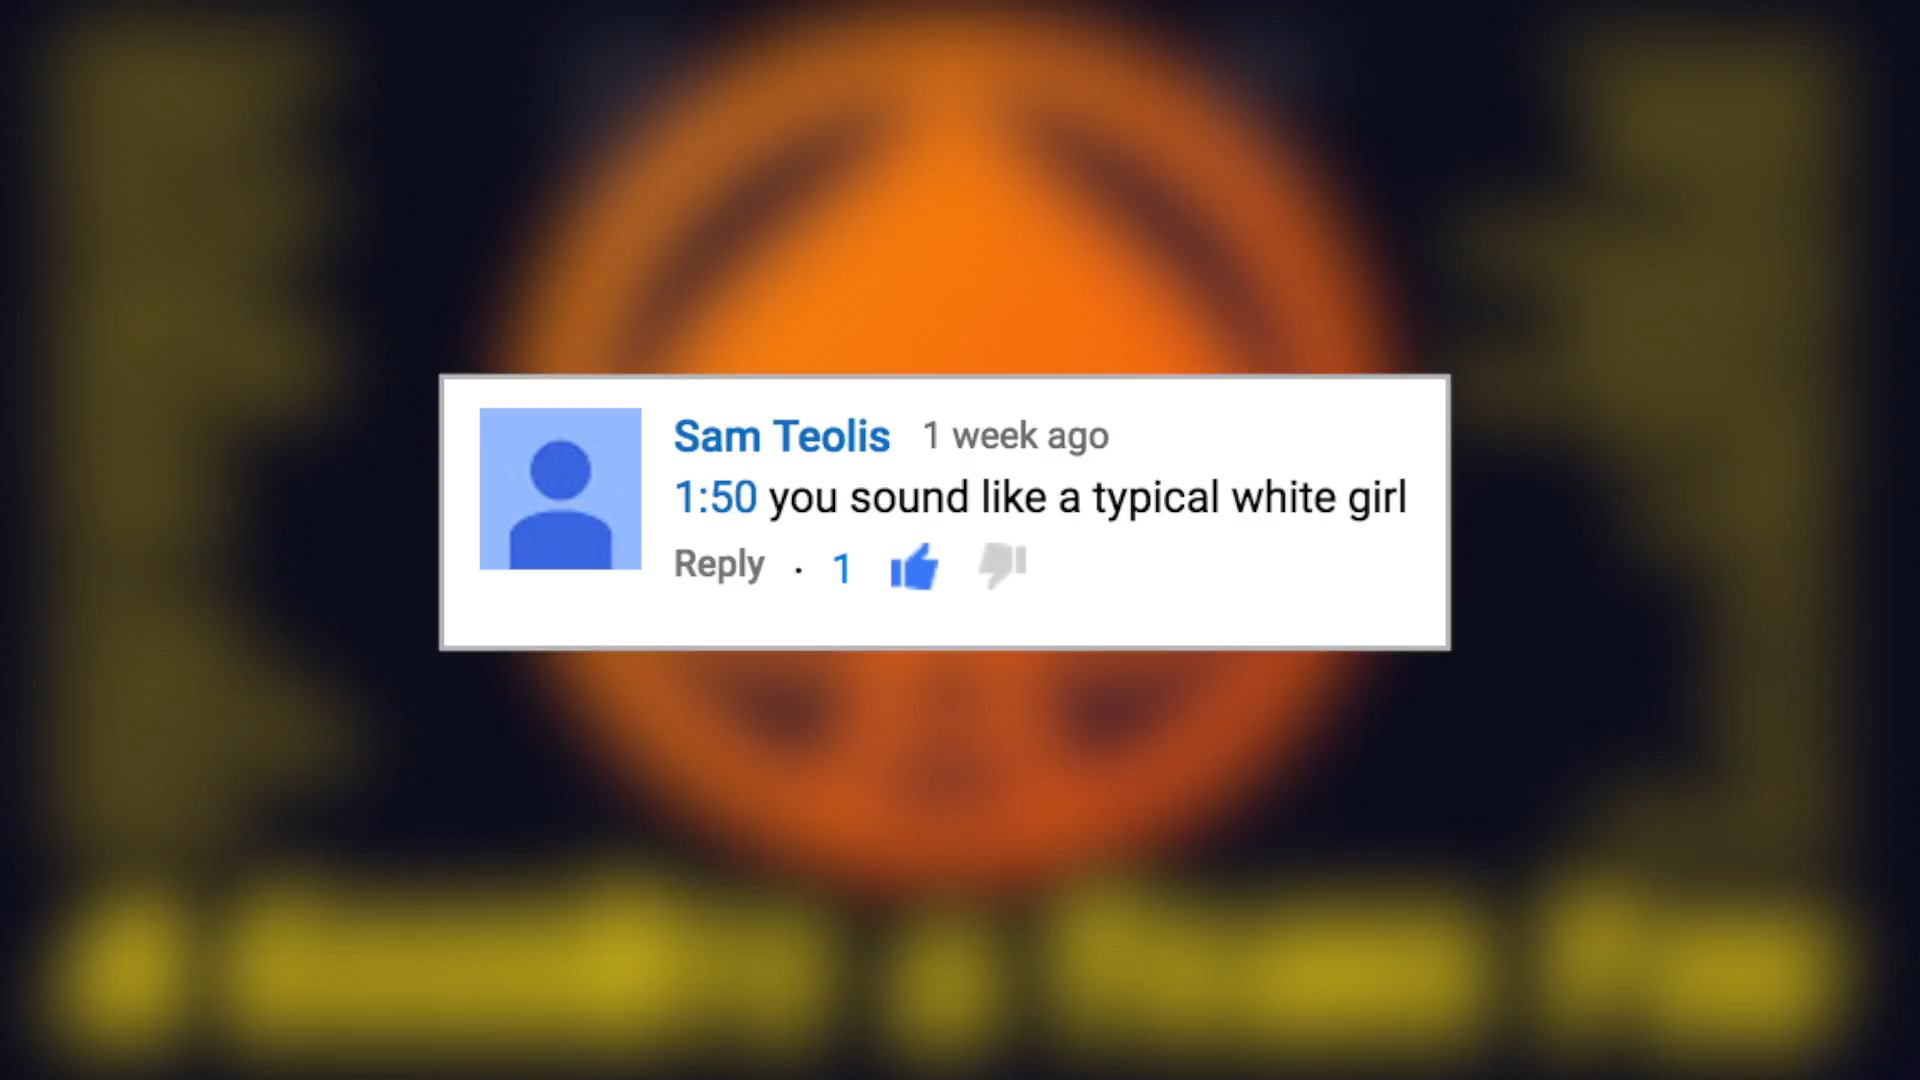 Sam Teolis 1 week ago
1:50 you sound like a typical white girl
Reply · 1